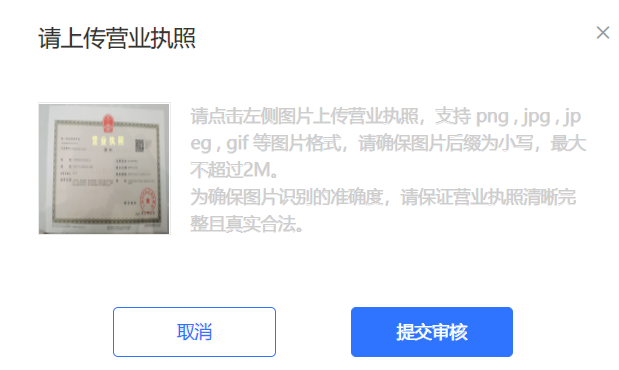 请上传营业执照
请点击左侧图片上传营业执照，支持 png , jpg , jp
eg , gif 等图片格式，请确保图片后缀为小写，最大
不超过2M。
为确保图片识别的准确度，请保证营业执照清晰完
整且真实合法。
营业执照
取消
提交审核